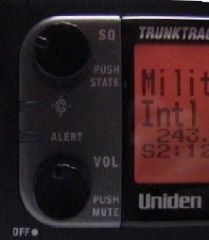 SQ
TRUNKTRAC
PUSH
STATE
Milit
Intl
243.
S2:12
ALERT
VOL
PUSH
MUTE
Uniden
OFF